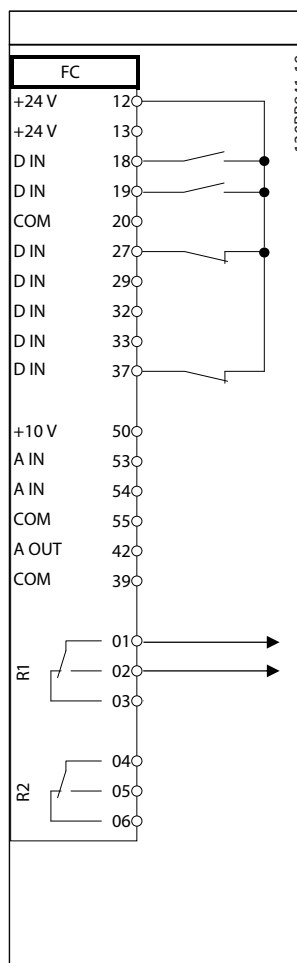 FC
+24 V 12
+24 V 13
D IN 18
D IN 19
COM 20
D IN 27
D IN 29
D IN 32
D IN 33
D IN 37
+10 V 50
A IN 53
A IN 54
COM 55
A OUT 42
COM 39
R1
01
02
03
R2
04
05
06